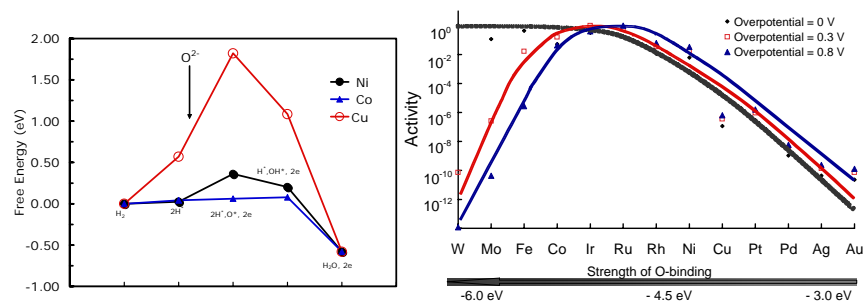 2.00
1.50
1.00
0.50
0.00
-0.50
-1.00
Free Energy (eV)
O²⁻
Ni
Co
Cu
H₂
2H
2H*,O*, 2e
H*,OH*, 2e
H₂O, 2e
Overpotential = 0 V
Overpotential = 0.3 V
Overpotential = 0.8 V
10⁰
10⁻²
10⁻⁴
10⁻⁶
10⁻⁸
10⁻¹⁰
10⁻¹²
Activity
W Mo Fe Co Ir Ru Rh Ni Cu Pt Pd Ag Au
Strength of O-binding
-6.0 eV - 4.5 eV - 3.0 eV